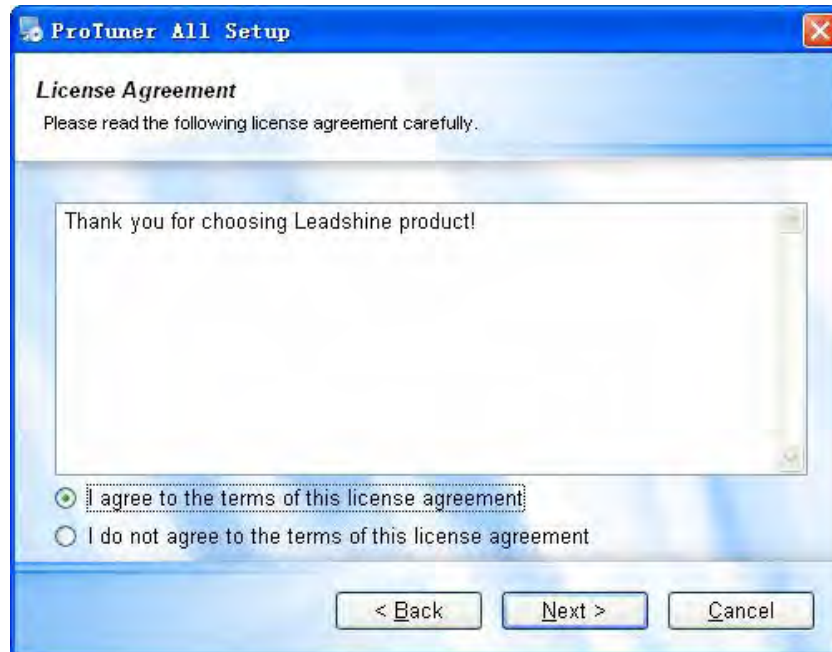 ProTuner All Setup
License Agreement
Please read the following license agreement carefully.
Thank you for choosing Leadshine product!
I agree to the terms of this license agreement
I do not agree to the terms of this license agreement
< Back
Next >
Cancel